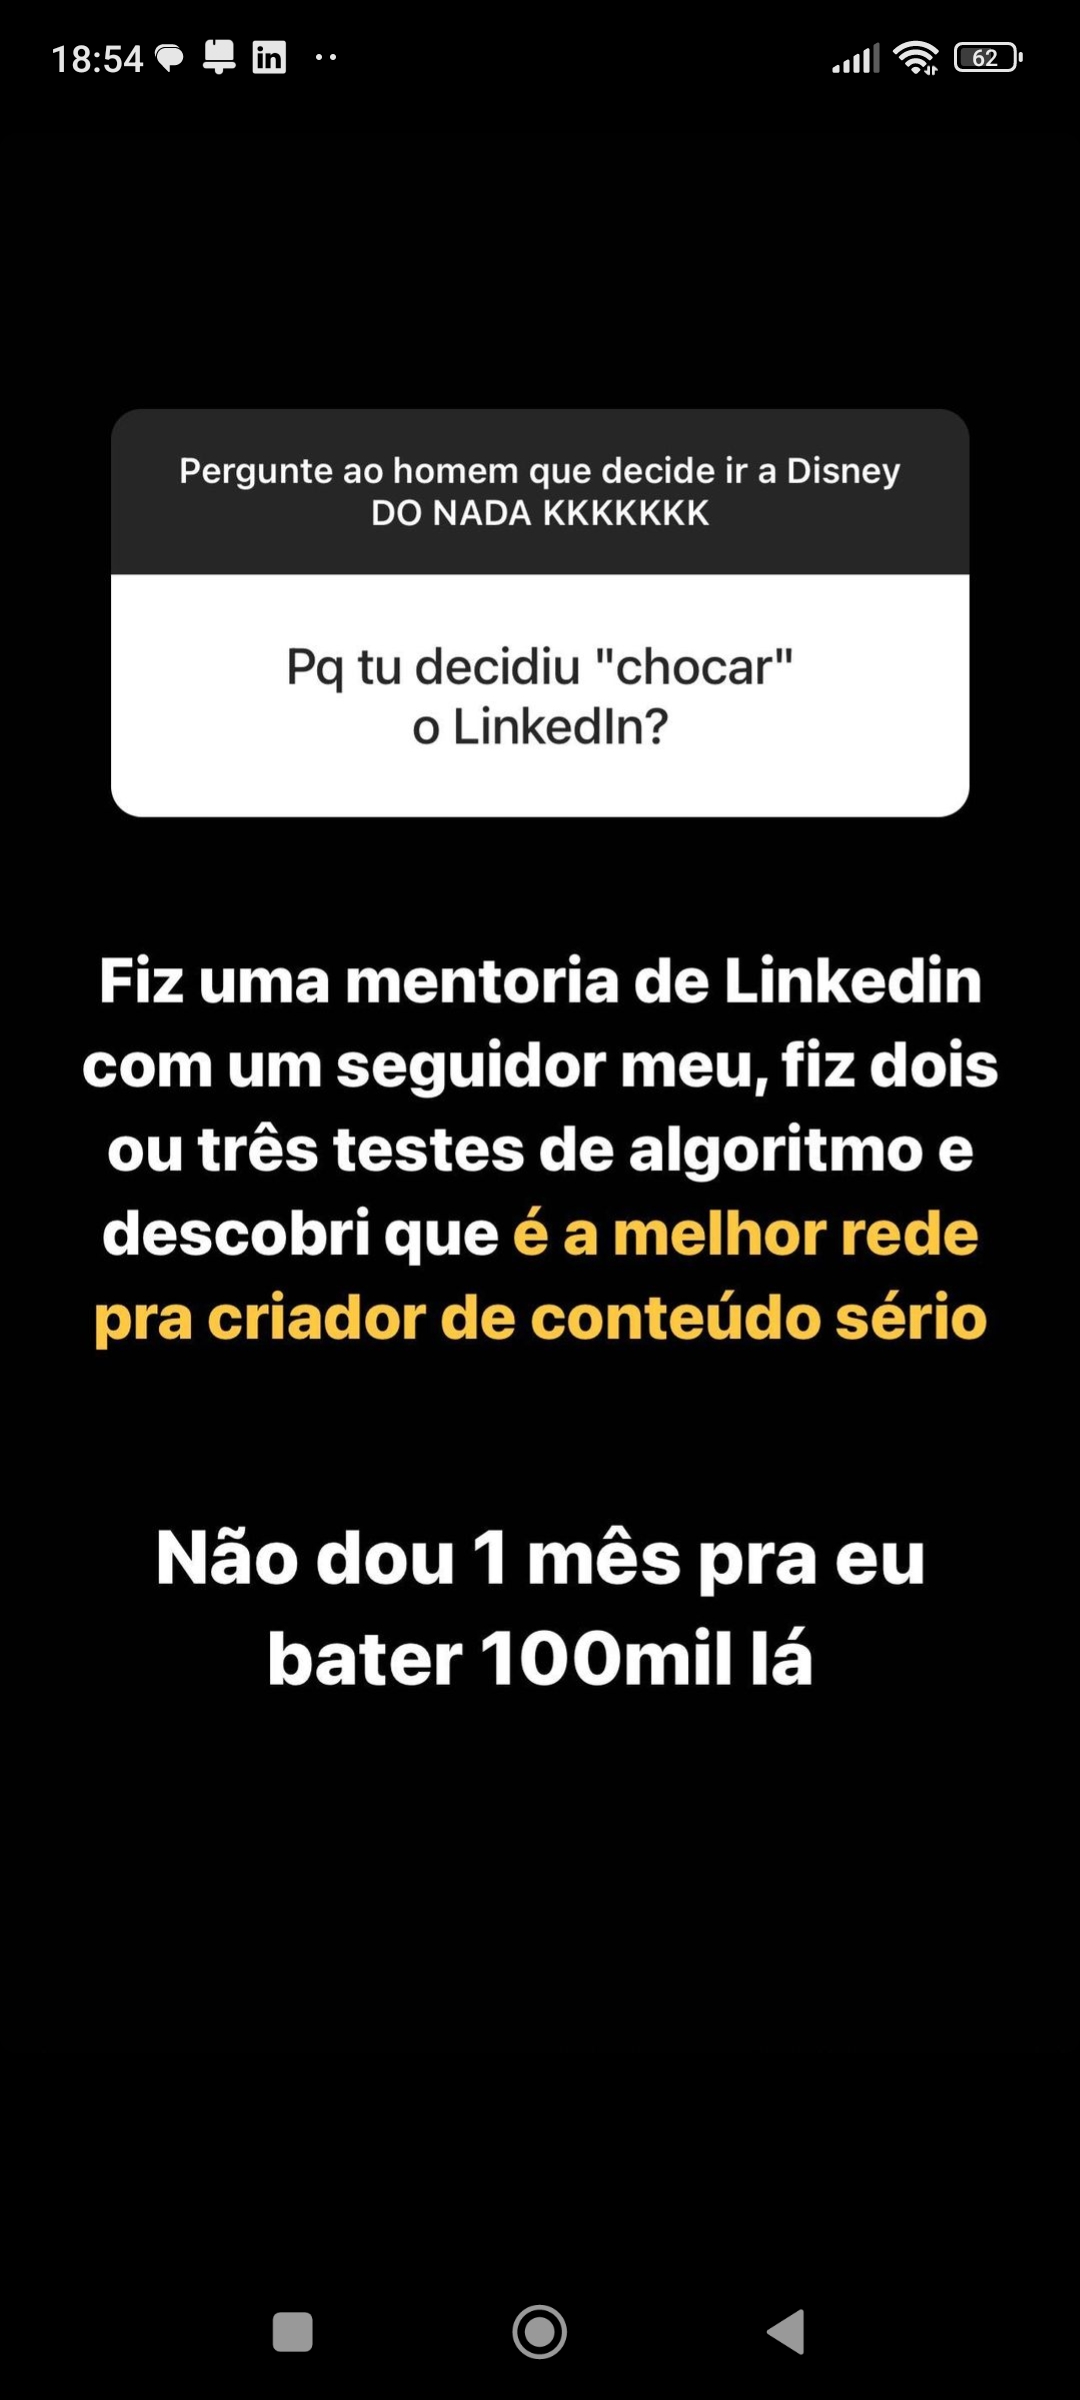 18:54
62
Pergunte ao homem que decide ir a Disney
DO NADA KKKKKKK
Pq tu decidiu "chocar"
o LinkedIn?
Fiz uma mentoria de Linkedin
com um seguidor meu, fiz dois
ou três testes de algoritmo e
descobri que é a melhor rede
pra criador de conteúdo sério
Não dou 1 mês pra eu
bater 100mil lá